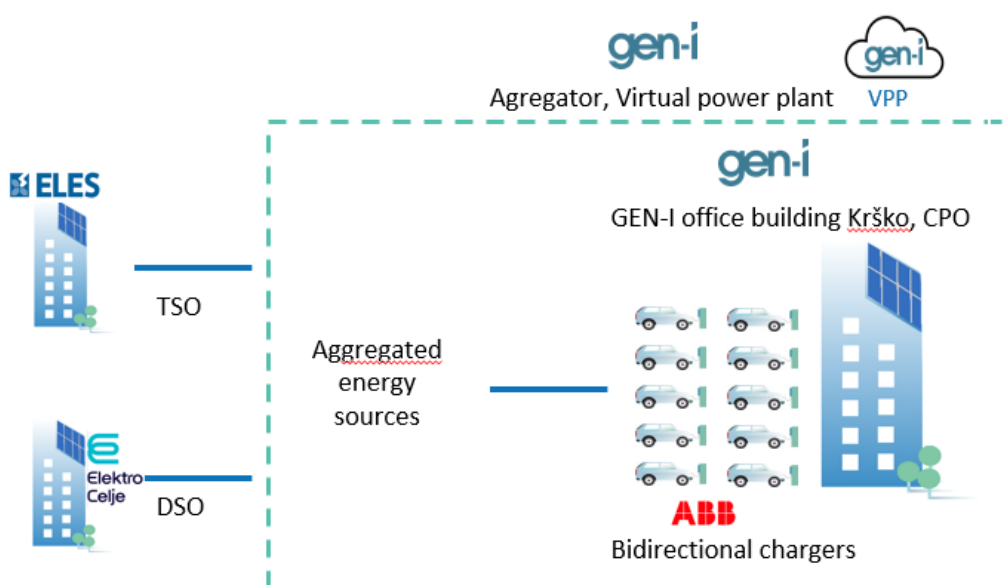 gen-i
gen-i
Agregator, Virtual power plant
VPP
gen-i
GEN-I office building Krško, CPO
ELES
TSO
Aggregated
energy
sources
Elektro
Celje
DSO
ABB
Bidirectional chargers